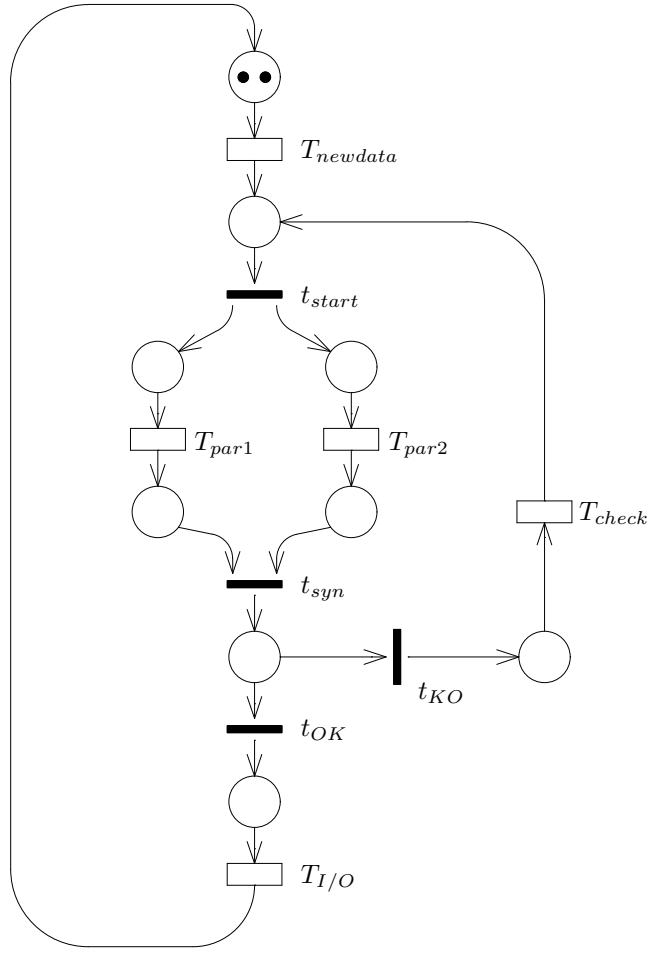 T_{newdata}
t_{start}
T_{par1} T_{par2}
T_{check}
t_{syn}
t_{KO}
t_{OK}
T_{I/O}